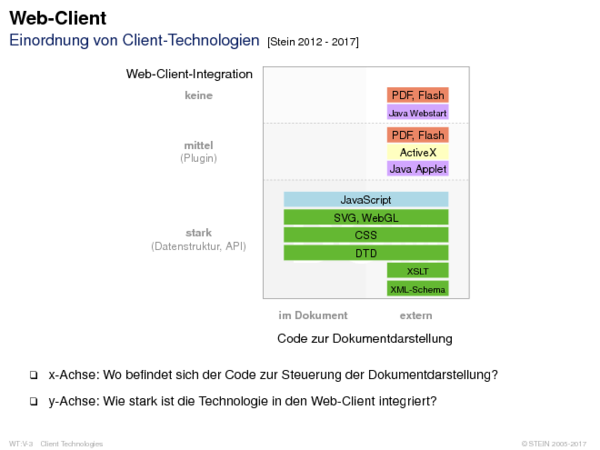 Web-Client
Einordnung von Client-Technologien [Stein 2012 - 2017]
Web-Client-Integration
keine
PDF, Flash
Java Webstart
mittel
(Plugin)
PDF, Flash
ActiveX
Java Applet
stark
(Datenstruktur, API)
JavaScript
SVG, WebGL
CSS
DTD
XSLT
XML-Schema
im Dokument extern
Code zur Dokumentdarstellung
❏ x-Achse: Wo befindet sich der Code zur Steuerung der Dokumentdarstellung?
❏ y-Achse: Wie stark ist die Technologie in den Web-Client integriert?
WT:V-3 Client Technologies © STEIN 2005-2017